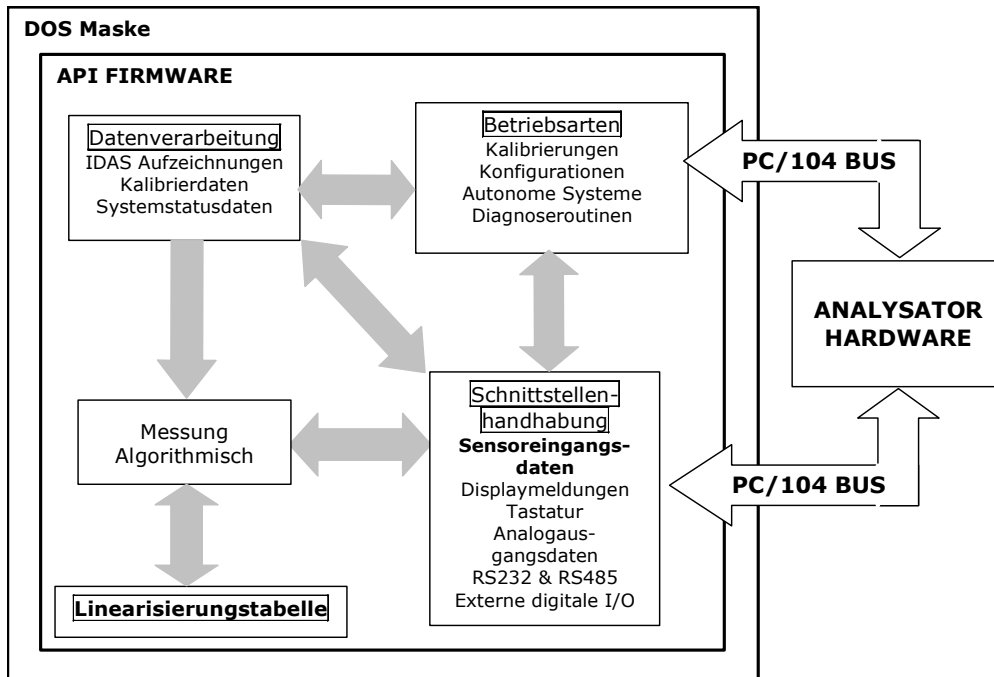 DOS Maske
API FIRMWARE
Datenverarbeitung
IDAS Aufzeichnungen
Kalibrierdaten
Systemstatusdaten
Betriebsarten
Kalibrierungen
Konfigurationen
Autonome Systeme
Diagnoseroutinen
PC/104 BUS
ANALYSATOR
HARDWARE
Messung
Algorithmisch
Schnittstellen-
handhabung
Sensoreingangs-
daten
Displaymeldungen
Tastatur
Analogaus-
gangsdaten
RS232 & RS485
Externe digitale I/O
PC/104 BUS
Linearisierungstabelle